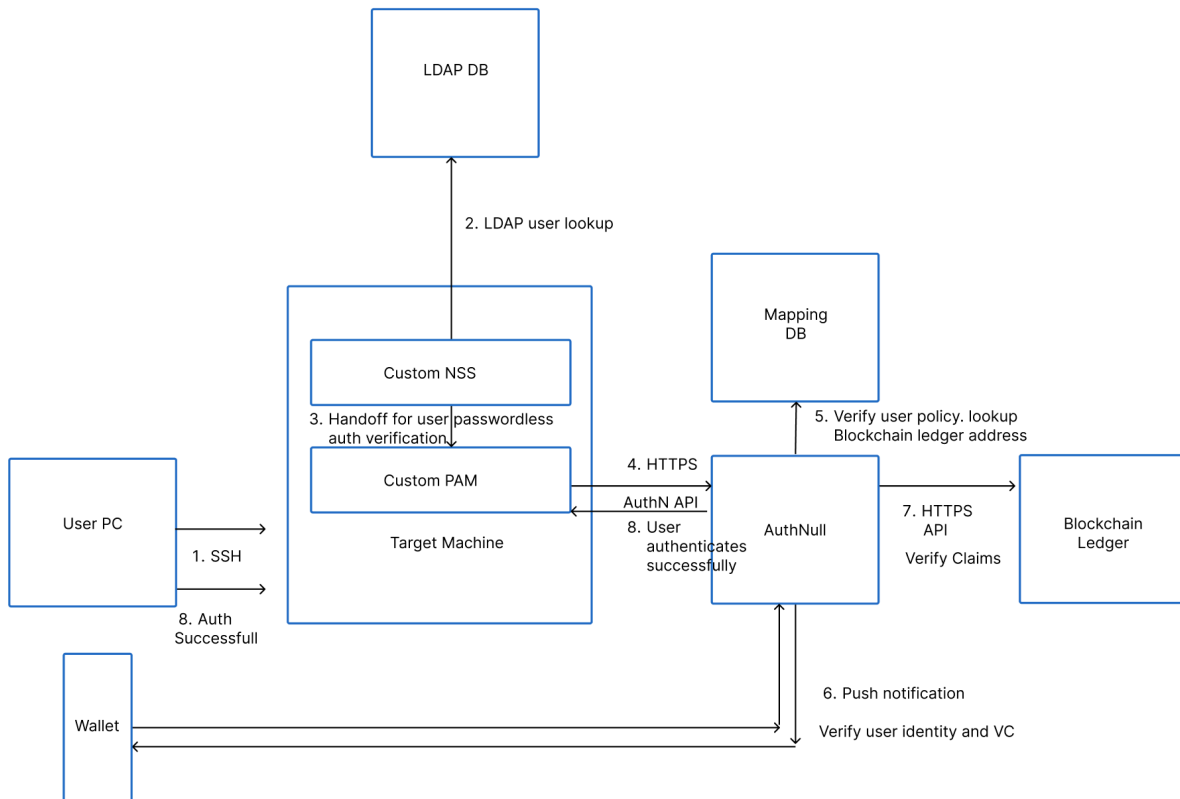 LDAP DB
2. LDAP user lookup
Mapping
DB
Custom NSS
3. Handoff for user passwordless
auth verification
5. Verify user policy. lookup
Blockchain ledger address
4. HTTPS
Custom PAM
AuthN API
User PC
1. SSH
Target Machine
8. User
authenticates
successfully
AuthNull
7. HTTPS
API
Verify Claims
Blockchain
Ledger
8. Auth
Successfull
Wallet
6. Push notification
Verify user identity and VC